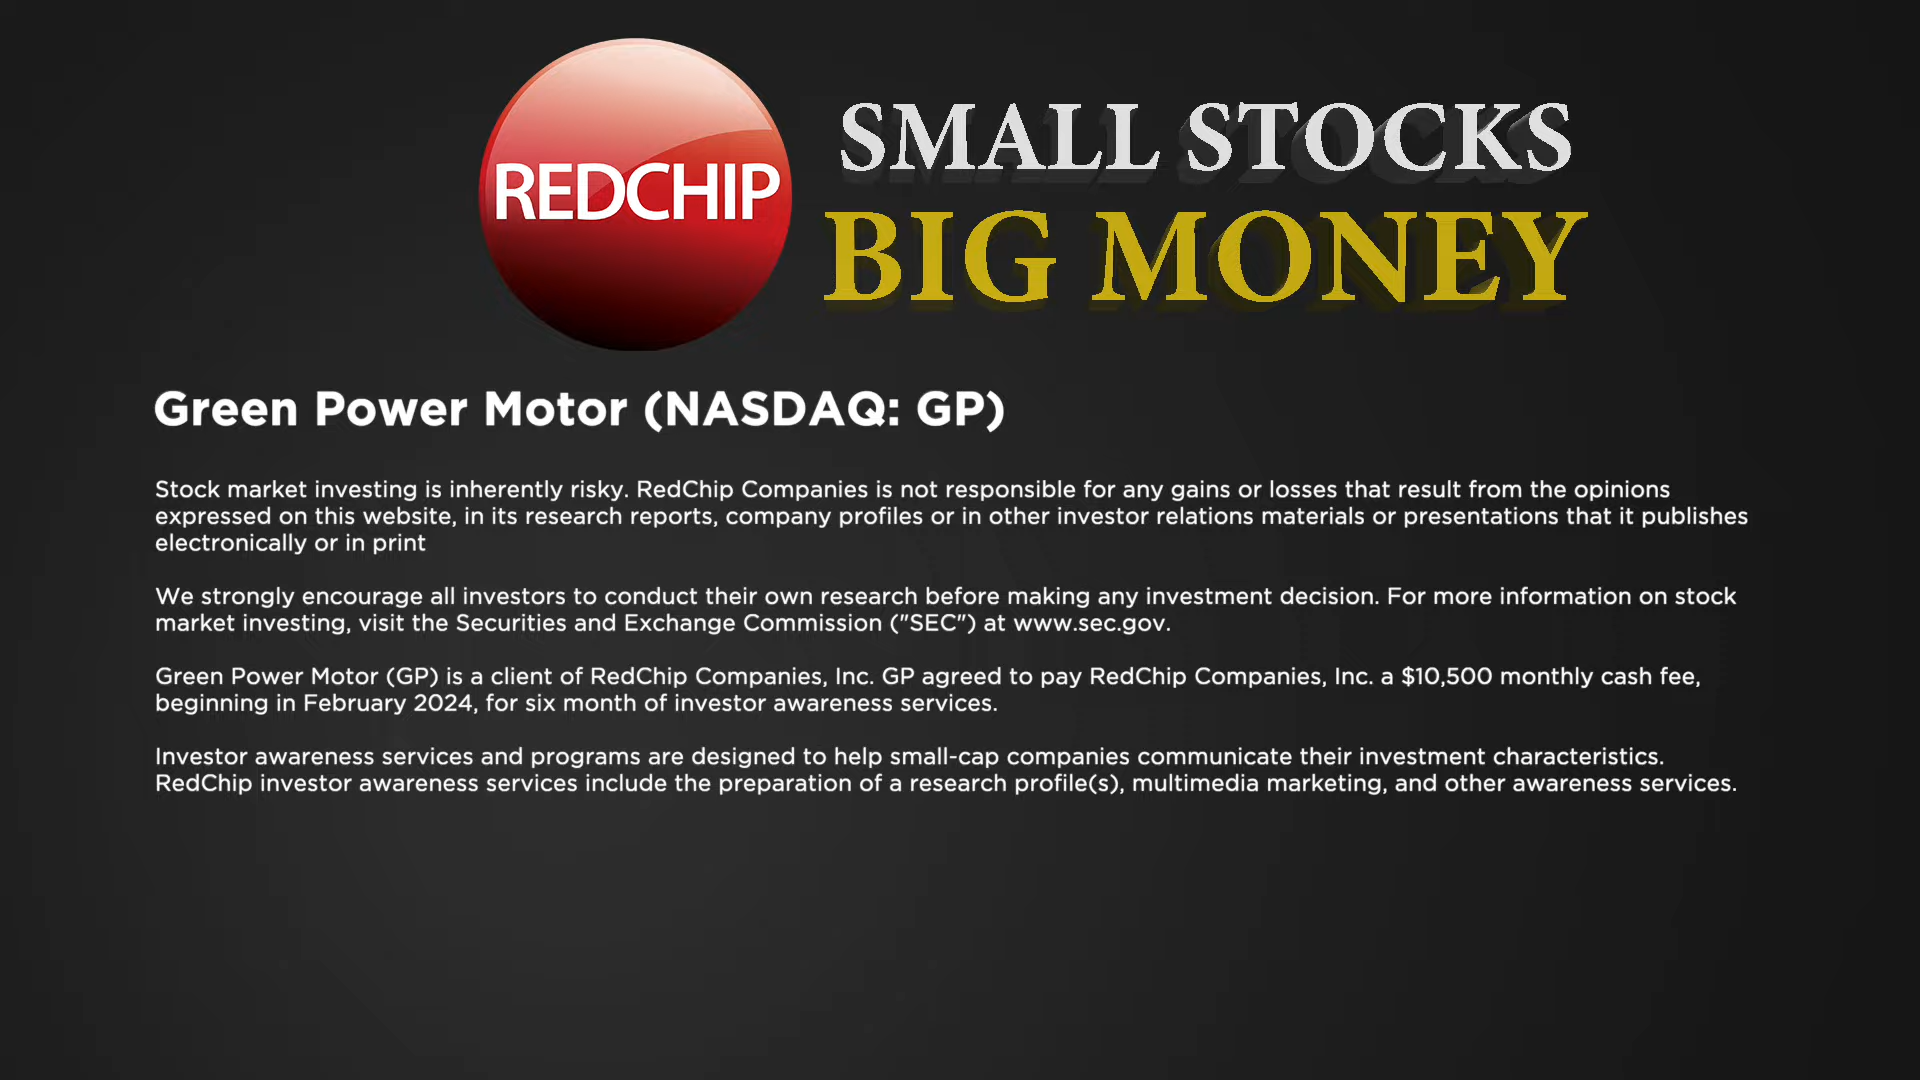 REDCHIP
SMALL STOCKS
BIG MONEY
Green Power Motor (NASDAQ: GP)
Stock market investing is inherently risky. RedChip Companies is not responsible for any gains or losses that result from the opinions
expressed on this website, in its research reports, company profiles or in other investor relations materials or presentations that it publishes
electronically or in print
We strongly encourage all investors to conduct their own research before making any investment decision. For more information on stock
market investing, visit the Securities and Exchange Commission ("SEC") at www.sec.gov.
Green Power Motor (GP) is a client of RedChip Companies, Inc. GP agreed to pay RedChip Companies, Inc. a $10,500 monthly cash fee,
beginning in February 2024, for six month of investor awareness services.
Investor awareness services and programs are designed to help small-cap companies communicate their investment characteristics.
RedChip investor awareness services include the preparation of a research profile(s), multimedia marketing, and other awareness services.